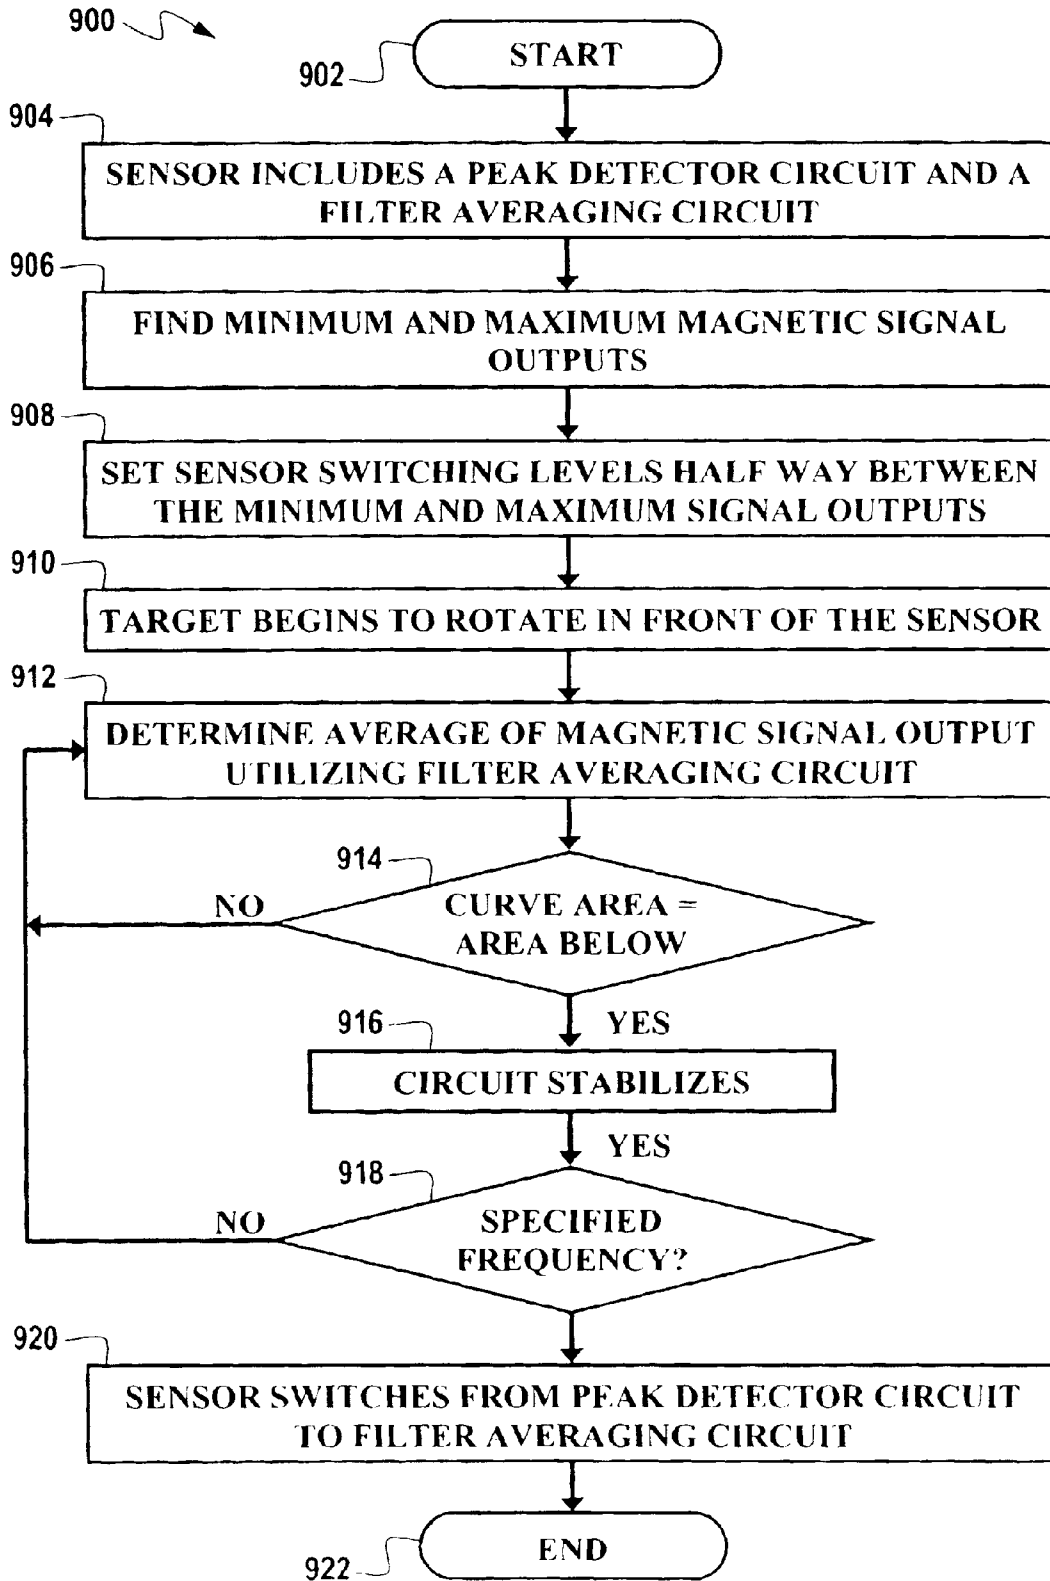 900
902
START
904
SENSOR INCLUDES A PEAK DETECTOR CIRCUIT AND A
FILTER AVERAGING CIRCUIT
906
FIND MINIMUM AND MAXIMUM MAGNETIC SIGNAL
OUTPUTS
908
SET SENSOR SWITCHING LEVELS HALF WAY BETWEEN
THE MINIMUM AND MAXIMUM SIGNAL OUTPUTS
910
TARGET BEGINS TO ROTATE IN FRONT OF THE SENSOR
912
DETERMINE AVERAGE OF MAGNETIC SIGNAL OUTPUT
UTILIZING FILTER AVERAGING CIRCUIT
914
NO
CURVE AREA =
AREA BELOW
YES
916
CIRCUIT STABILIZES
YES
918
NO
SPECIFIED
FREQUENCY?
920
SENSOR SWITCHES FROM PEAK DETECTOR CIRCUIT
TO FILTER AVERAGING CIRCUIT
END
922